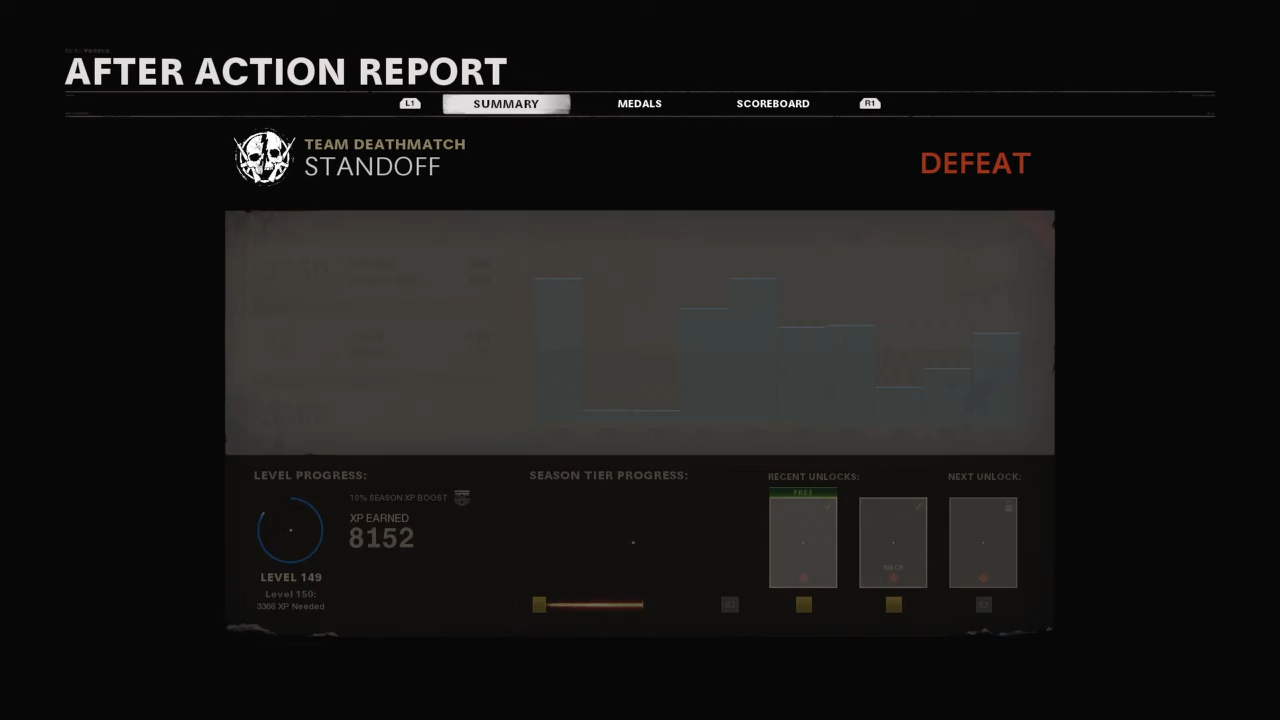 AFTER ACTION REPORT
L1 SUMMARY MEDALS SCOREBOARD R1
TEAM DEATHMATCH
STANDOFF
DEFEAT
LEVEL PROGRESS:
10% SEASON XP BOOST
XP EARNED
8152
LEVEL 149
Level 150:
3366 XP Needed
SEASON TIER PROGRESS:
RECENT UNLOCKS:
NEXT UNLOCK:
FREE